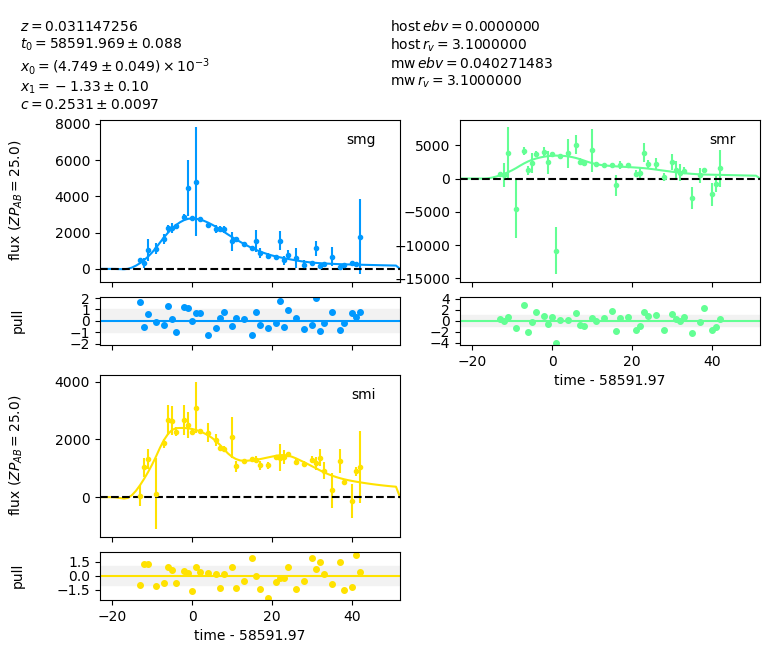 z = 0.031147256
t₀ = 58591.969 ± 0.088
x₀ = (4.749 ± 0.049) × 10⁻³
x₁ = −1.33 ± 0.10
c = 0.2531 ± 0.0097
host ebv = 0.0000000
host r_v = 3.1000000
mw ebv = 0.040271483
mw r_v = 3.1000000
8000
6000
4000
2000
0
flux (ZP_AB = 25.0)
smg
5000
0
−5000
−10000
−15000
smr
2
1
0
−1
−2
pull
4
2
0
−2
−4
−20
0
20
40
time - 58591.97
4000
2000
0
flux (ZP_AB = 25.0)
smi
1.5
0.0
−1.5
pull
−20
0
20
40
time - 58591.97